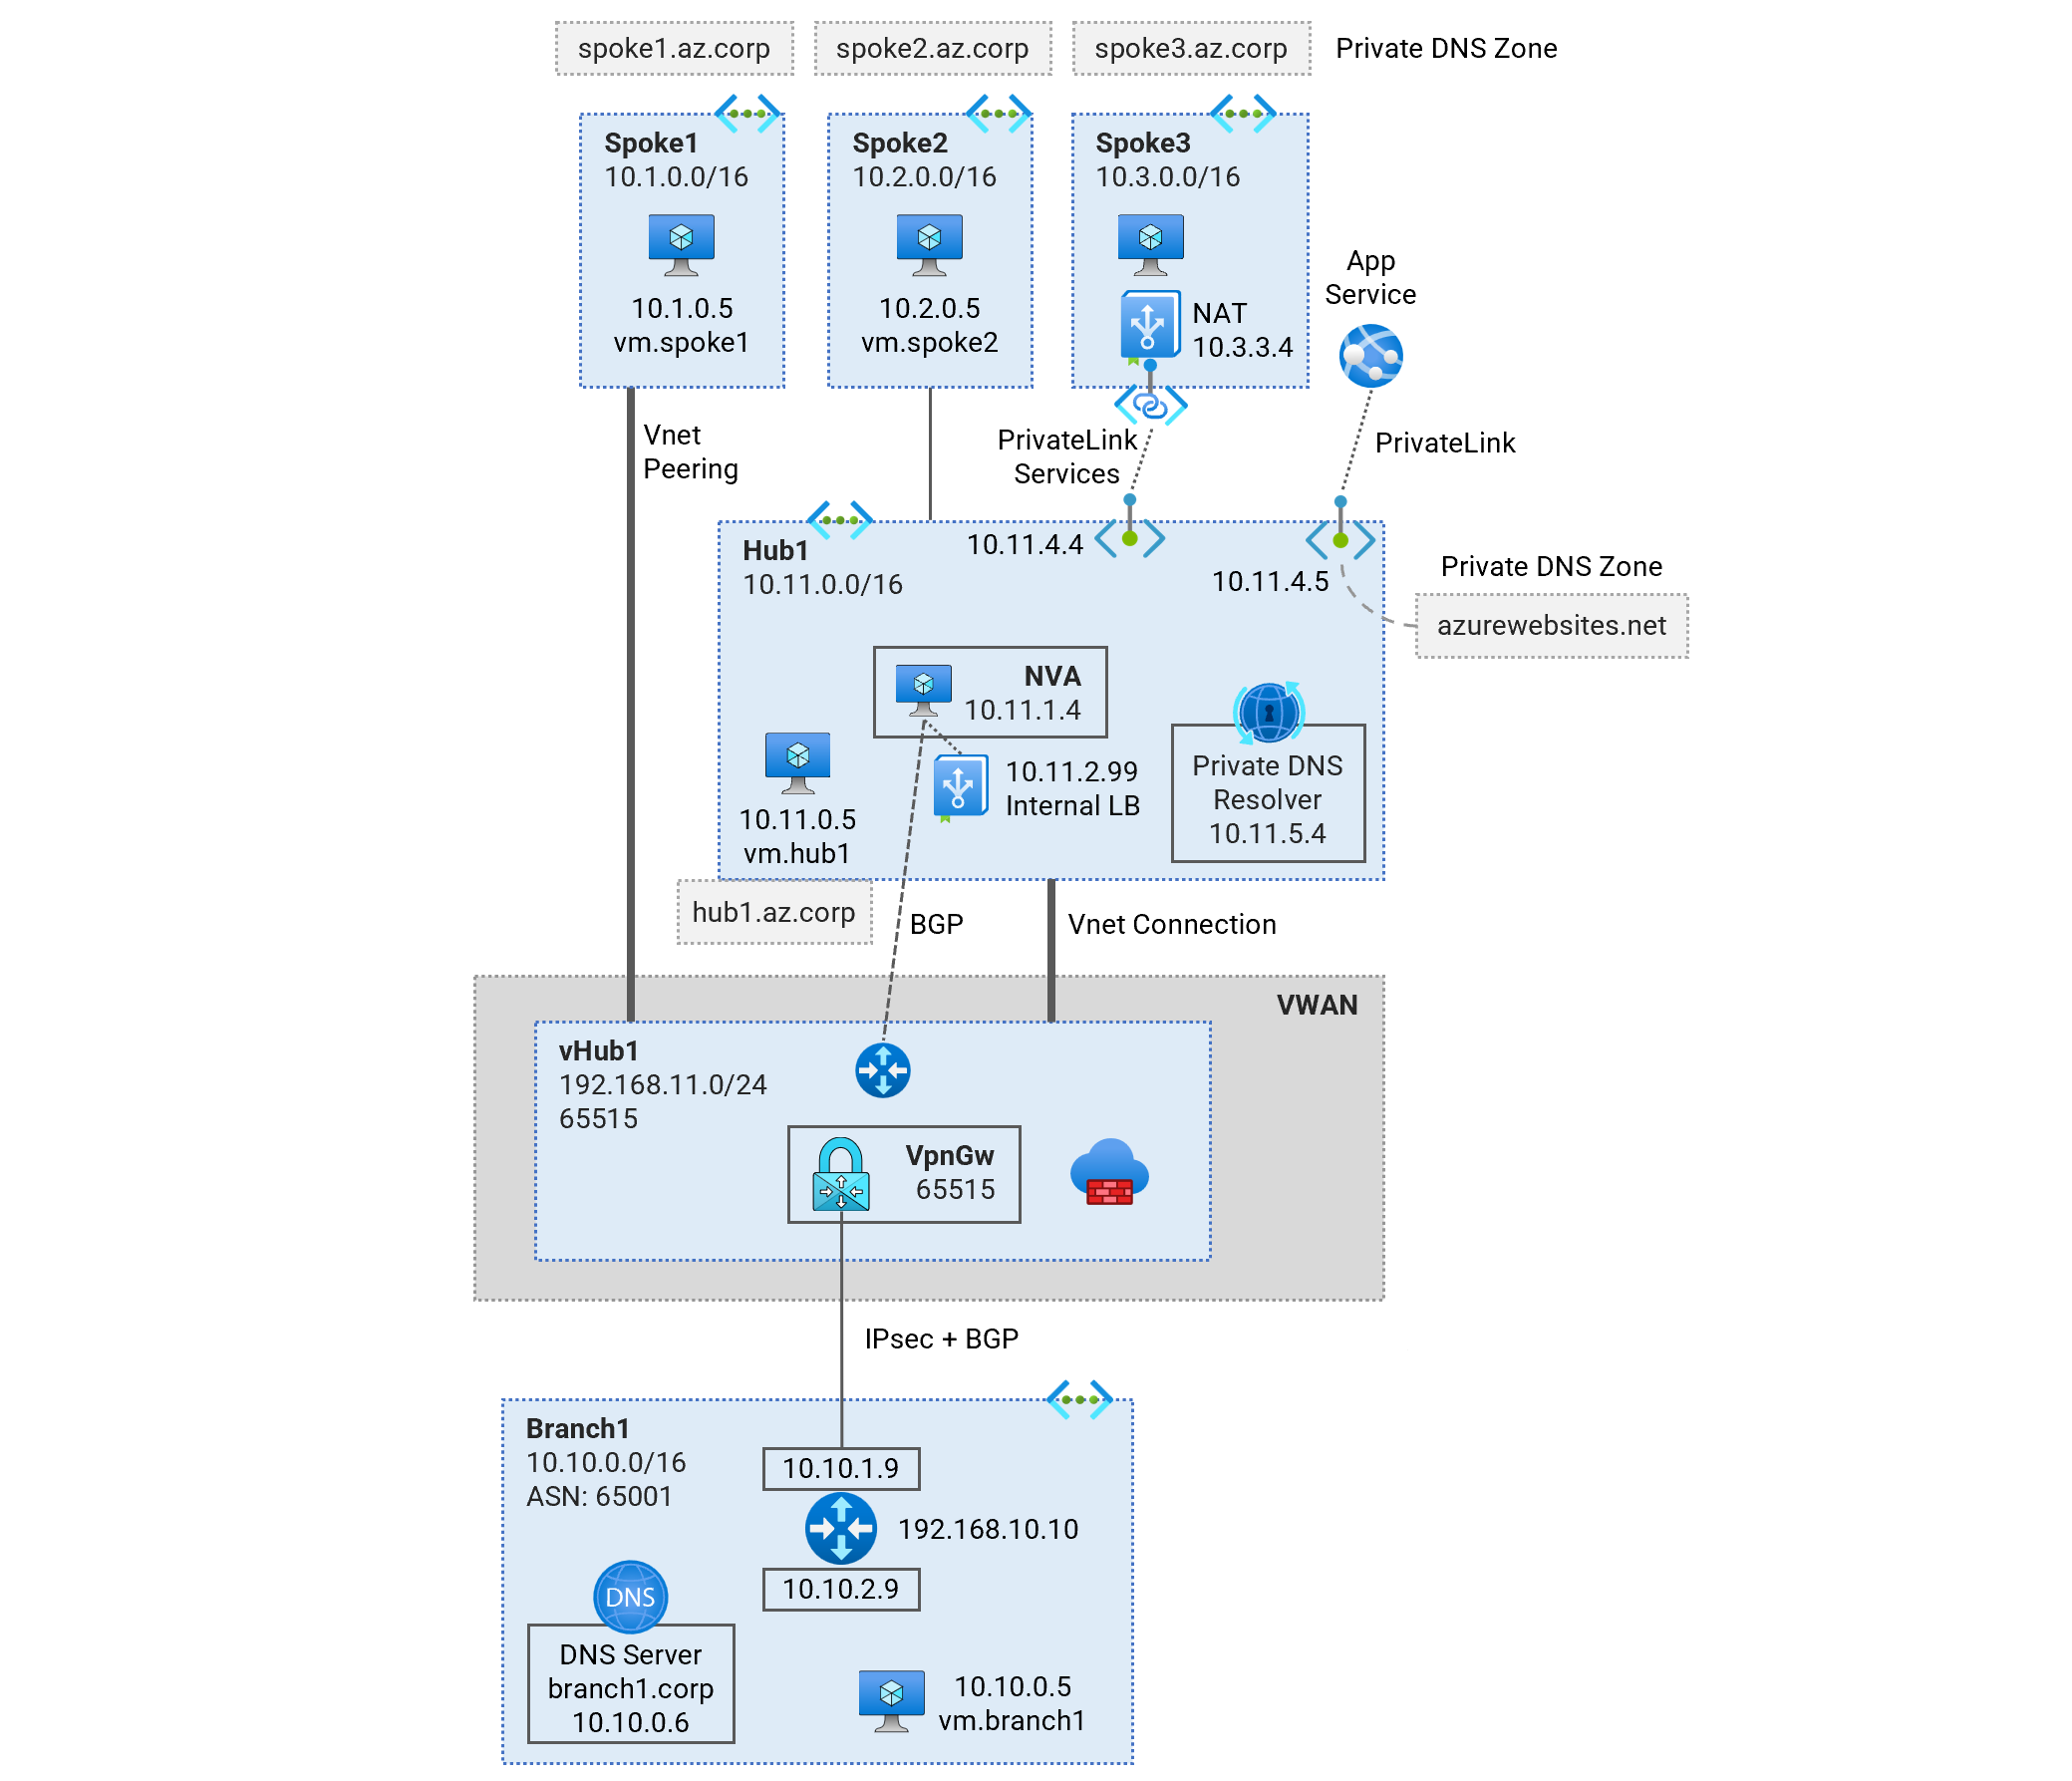 spoke1.az.corp
spoke2.az.corp
spoke3.az.corp
Private DNS Zone
Spoke1
10.1.0.0/16
10.1.0.5
vm.spoke1
Spoke2
10.2.0.0/16
10.2.0.5
vm.spoke2
Spoke3
10.3.0.0/16
NAT
10.3.3.4
App
Service
Vnet
Peering
PrivateLink
Services
PrivateLink
Hub1
10.11.0.0/16
10.11.4.4
10.11.4.5
Private DNS Zone
azurewebsites.net
NVA
10.11.1.4
10.11.2.99
Internal LB
10.11.0.5
vm.hub1
Private DNS
Resolver
10.11.5.4
hub1.az.corp
BGP
Vnet Connection
VWAN
vHub1
192.168.11.0/24
65515
VpnGw
65515
IPsec + BGP
Branch1
10.10.0.0/16
ASN: 65001
10.10.1.9
192.168.10.10
10.10.2.9
DNS
DNS Server
branch1.corp
10.10.0.6
10.10.0.5
vm.branch1